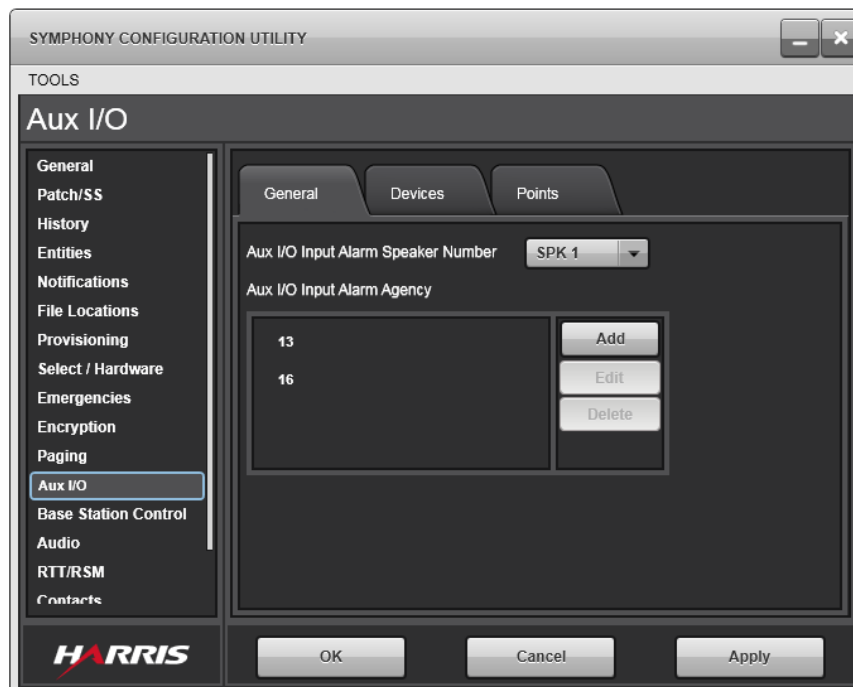 SYMPHONY CONFIGURATION UTILITY
TOOLS
Aux I/O
General
Patch/SS
History
Entities
Notifications
File Locations
Provisioning
Select / Hardware
Emergencies
Encryption
Paging
Aux I/O
Base Station Control
Audio
RTT/RSM
Contacts
General
Devices
Points
Aux I/O Input Alarm Speaker Number
SPK 1
Aux I/O Input Alarm Agency
13
16
Add
Edit
Delete
HARRIS
OK
Cancel
Apply